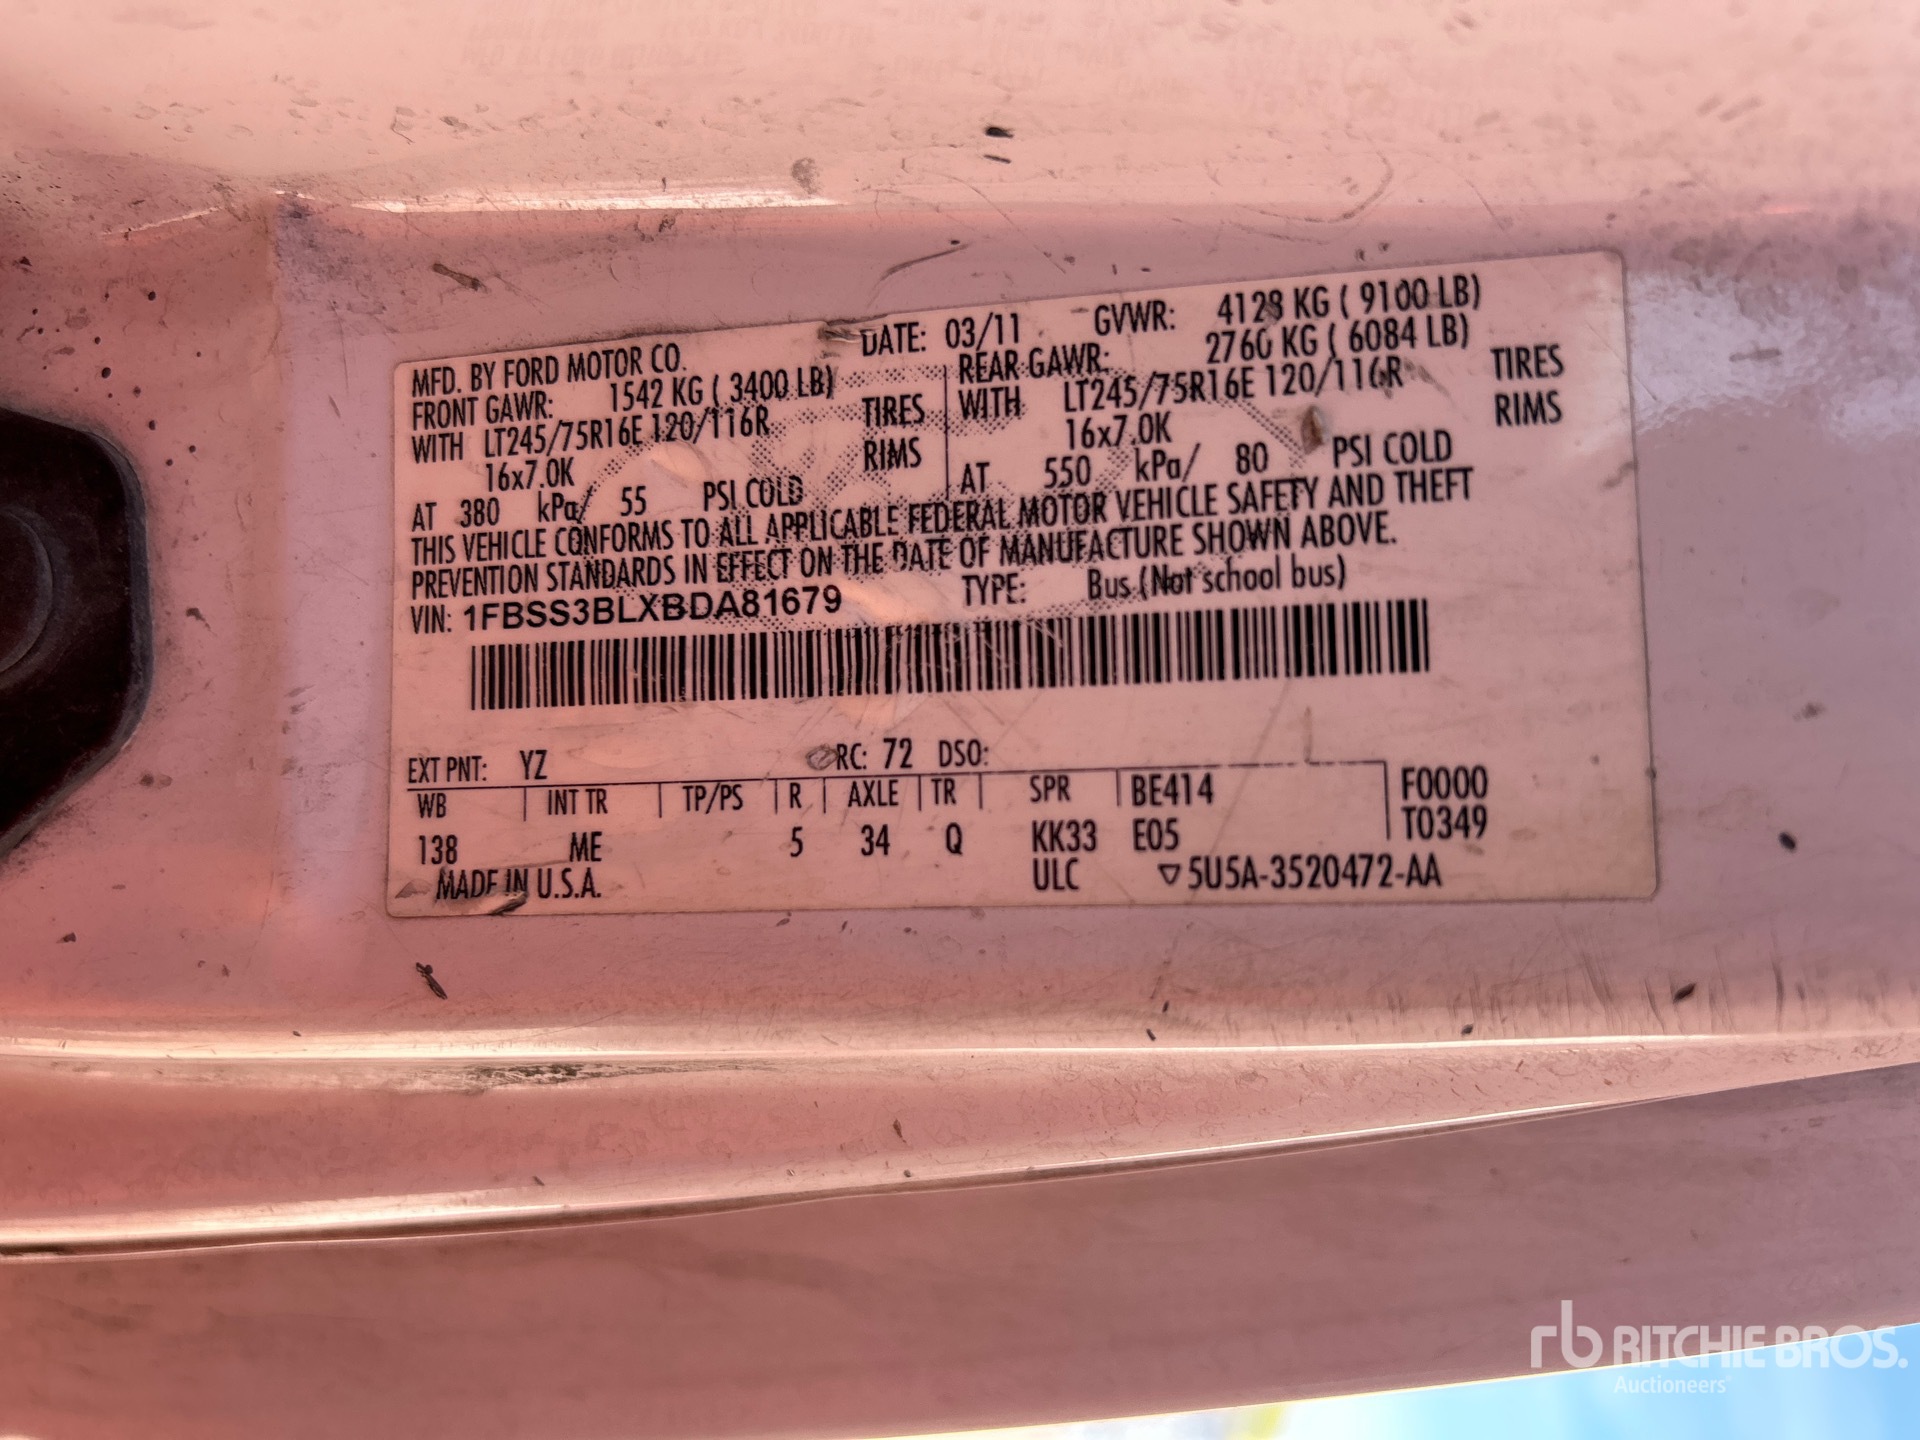 MFD. BY FORD MOTOR CO. DATE: 03/11 GVWR: 4128 KG ( 9100 LB)
FRONT GAWR: 1542 KG ( 3400 LB) REAR GAWR: 2760 KG ( 6084 LB)
WITH LT245/75R16E 120/116R TIRES WITH LT245/75R16E 120/116R TIRES
16x7.0K RIMS 16x7.0K RIMS
AT 380 kPa/ 55 PSI COLD AT 550 kPa/ 80 PSI COLD
THIS VEHICLE CONFORMS TO ALL APPLICABLE FEDERAL MOTOR VEHICLE SAFETY AND THEFT
PREVENTION STANDARDS IN EFFECT ON THE DATE OF MANUFACTURE SHOWN ABOVE.
VIN: 1FBSS3BLXBDA81679 TYPE: Bus (Not school bus)
EXT PNT: YZ RC: 72 DSO:
WB INT TR TP/PS R AXLE TR SPR BE414 F0000
138 ME 5 34 Q KK33 E05 T0349
MADE IN U.S.A. ULC ▽5U5A-3520472-AA
rb RITCHIE BROS.
Auctioneers